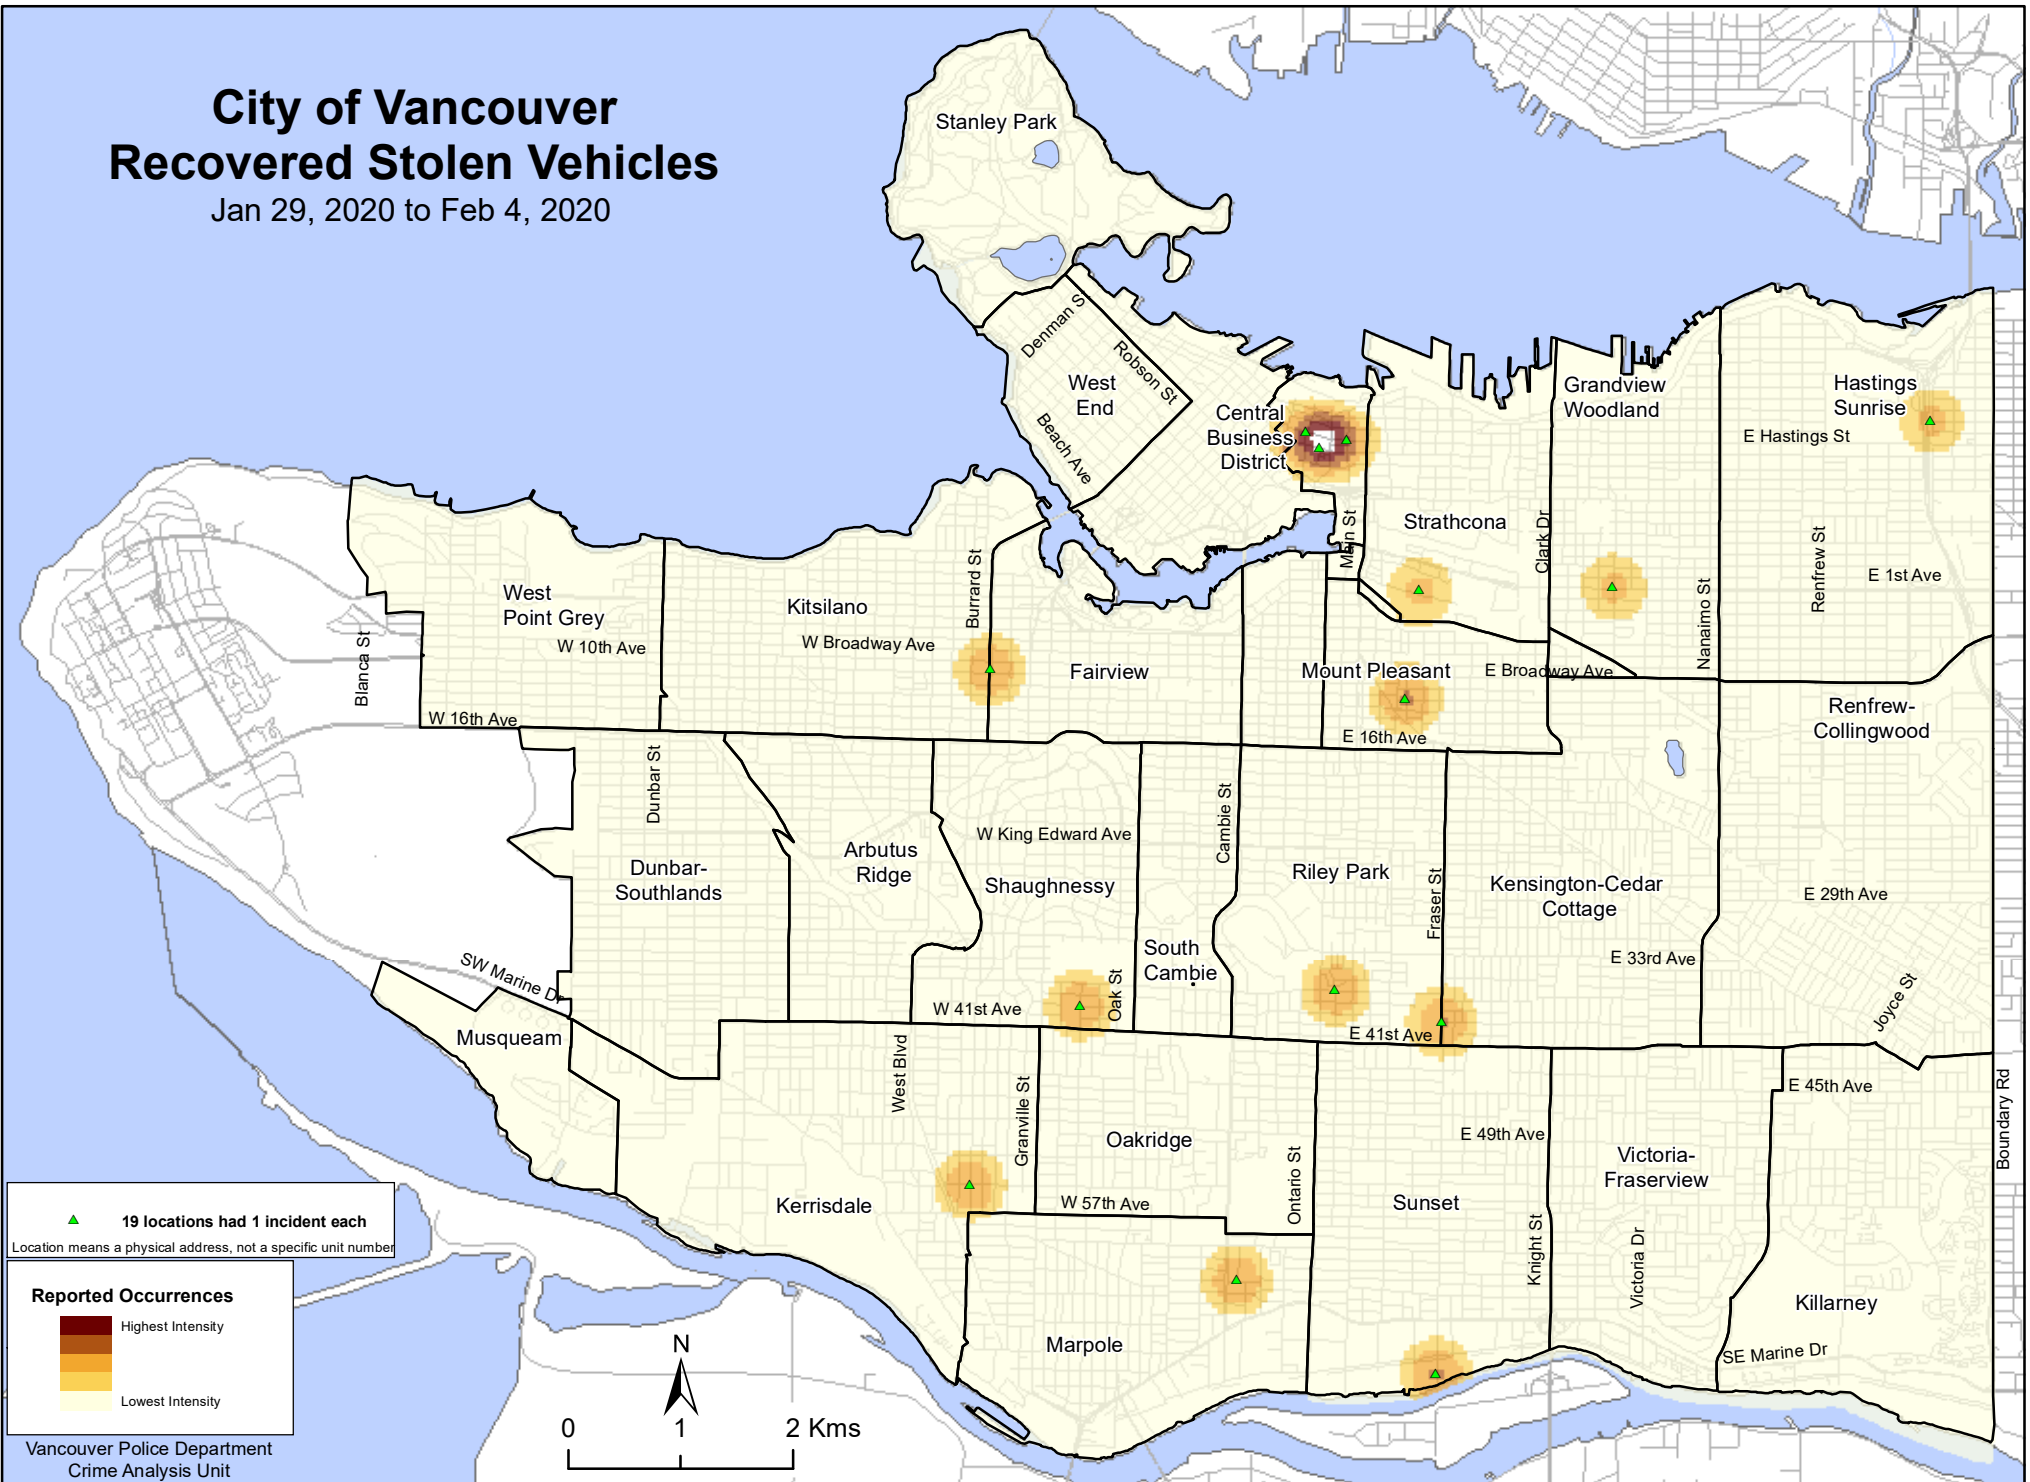 City of Vancouver
Recovered Stolen Vehicles
Jan 29, 2020 to Feb 4, 2020
Stanley Park
Denman S
Robson St
West
End
Beach Ave
Central
Business
District
Grandview
Woodland
Hastings
Sunrise
E Hastings St
Strathcona
Main St
Clark Dr
Nanaimo St
Renfrew St
E 1st Ave
West
Point Grey
W 10th Ave
Blanca St
W 16th Ave
Kitsilano
W Broadway Ave
Burrard St
Fairview
Mount Pleasant
E Broadway Ave
E 16th Ave
Renfrew-
Collingwood
Dunbar St
Dunbar-
Southlands
Arbutus
Ridge
W King Edward Ave
Shaughnessy
Cambie St
Riley Park
Fraser St
Kensington-Cedar
Cottage
E 29th Ave
South
Cambie
E 33rd Ave
SW Marine Dr
W 41st Ave
Oak St
E 41st Ave
Joyce St
Musqueam
West Blvd
Granville St
E 45th Ave
Boundary Rd
Oakridge
E 49th Ave
Ontario St
Victoria-
Fraserview
Kerrisdale
W 57th Ave
Sunset
Knight St
Victoria Dr
Killarney
Marpole
SE Marine Dr
19 locations had 1 incident each
Location means a physical address, not a specific unit number
Reported Occurrences
Highest Intensity
Lowest Intensity
N
0 1 2 Kms
Vancouver Police Department
Crime Analysis Unit